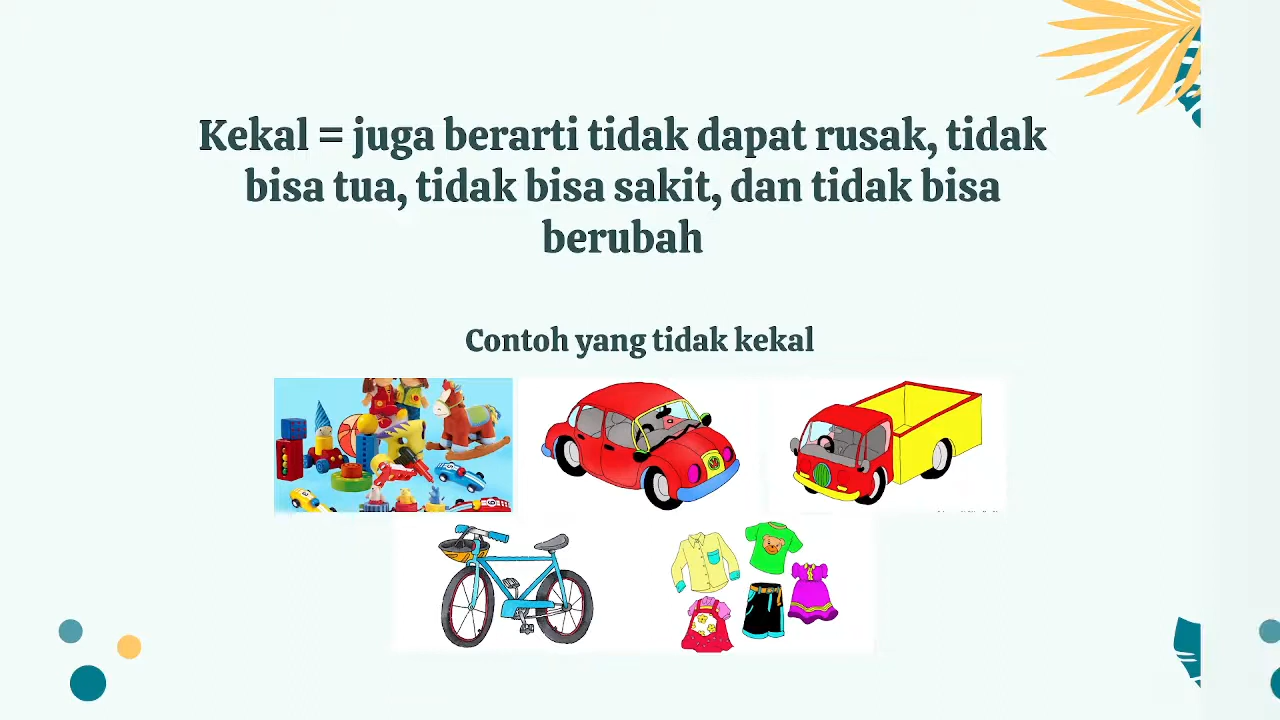 Kekal = juga berarti tidak dapat rusak, tidak
bisa tua, tidak bisa sakit, dan tidak bisa
berubah
Contoh yang tidak kekal